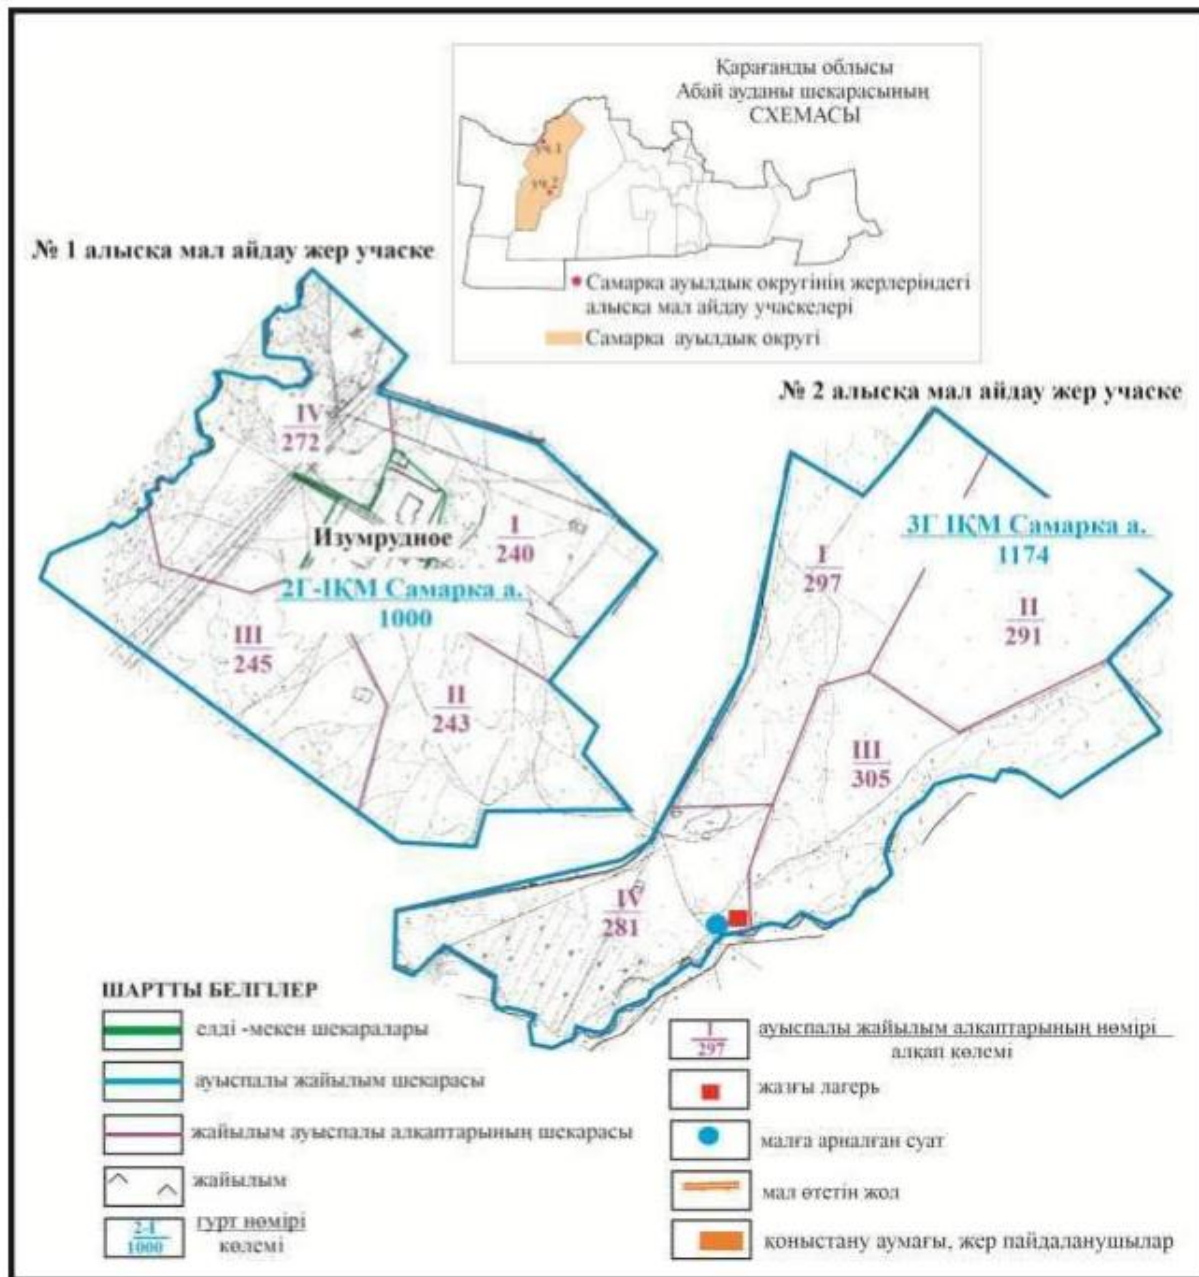 Қарағанды облысы
Абай ауданы шекарасының
СХЕМАСЫ
уч.1
уч.2
Самарка ауылдық округінің жерлеріндегі
алысқа мал айдау учаскелері
Самарка ауылдық округі
№ 1 алысқа мал айдау жер учаске
IV
272
Изумрудное
I
240
2Г-ІҚМ Самарка а.
1000
III
245
II
243
№ 2 алысқа мал айдау жер учаске
3Г ІҚМ Самарка а.
1174
I
297
II
291
III
305
IV
281
ШАРТТЫ БЕЛГІЛЕР
елді -мекен шекаралары
ауыспалы жайылым шекарасы
жайылым ауыспалы алқаптарының шекарасы
жайылым
2-Г
1000
гурт нөмірі
көлемі
I
297
ауыспалы жайылым алқаптарының нөмірі
алқап көлемі
жазғы лагерь
малға арналған суат
мал өтетін жол
қоныстану аумағы, жер пайдаланушылар